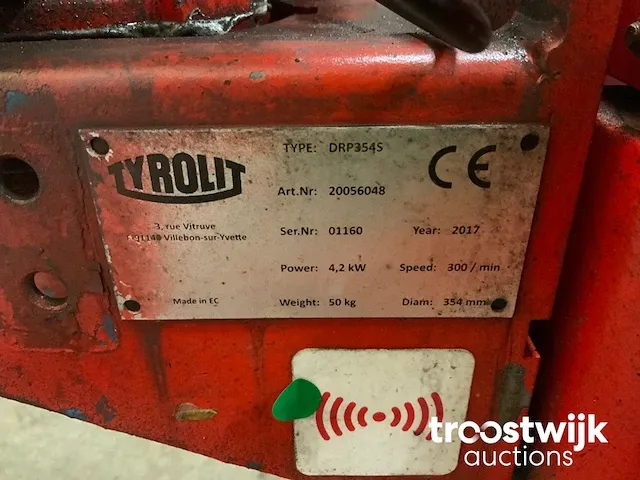 TYROLIT
TYPE: DRP354S
CE
Art.Nr: 20056048
3, rue Vitruve
F-91140 Villebon-sur-Yvette
Ser.Nr: 01160 Year: 2017
Power: 4,2 kW Speed: 300 / min
Made in EC
Weight: 50 kg Diam: 354 mm
troostwijk
auctions